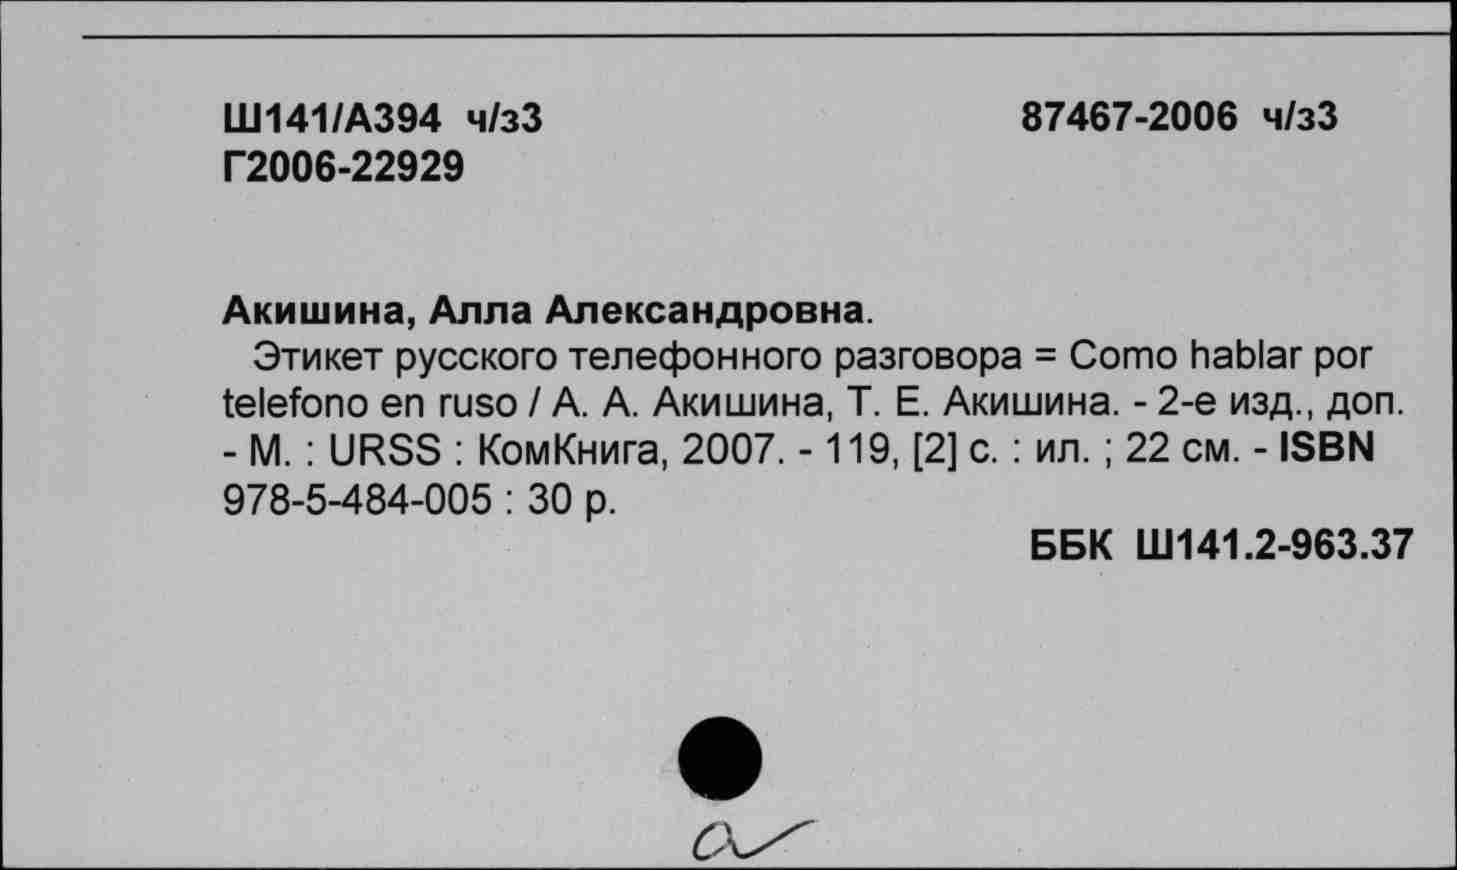 Ш141/А394 ч/з3 87467-2006 ч/з3
Г2006-22929
Акишина, Алла Александровна.
Этикет русского телефонного разговора = Como hablar por
telefono en ruso / А. А. Акишина, Т. Е. Акишина. - 2-е изд., доп.
- М. : URSS : КомКнига, 2007. - 119, [2] с. : ил. ; 22 см. - ISBN
978-5-484-005 : 30 р.
ББК Ш141.2-963.37